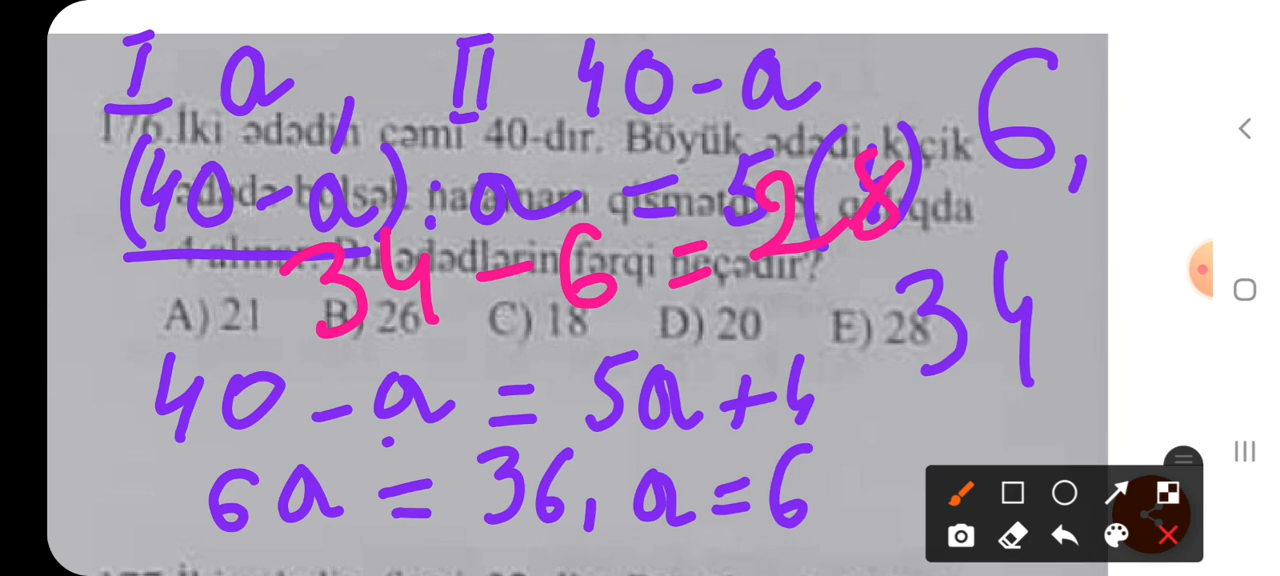 I a, II 40-a 6,
176.İki ədədin cəmi 40-dır. Böyük ədədi kiçik
ədədə bölsək natamam qismətdə 5, qalıqda
(40-a):a = 5(4)
4 alınar. Bu ədədlərin fərqi neçədir?
34-6=28 34
A) 21 B) 26 C) 18 D) 20 E) 28
40-a=5a+4
6a=36, a=6